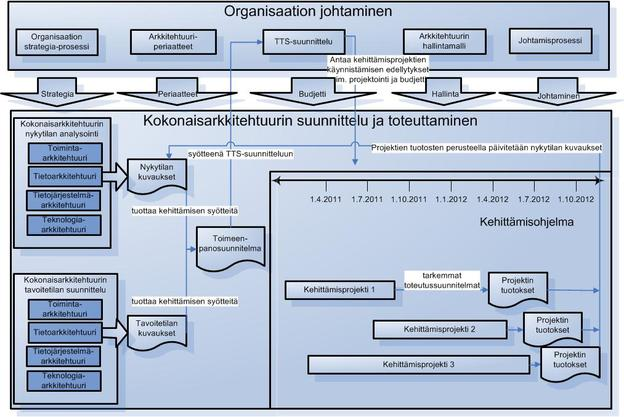 Organisaation johtaminen
Organisaation
strategia-prosessi
Arkkitehtuuri-
periaatteet
TTS-suunnittelu
Arkkitehtuurin
hallintamalli
Johtamisprosessi
Antaa kehittämisprojektien
käynnistämisen edellytykset
im. projektointi ja budjetti
Strategia
Periaatteet
Budjetti
Hallinta
Johtaminen
Kokonaisarkkitehtuurin suunnittelu ja toteuttaminen
Kokonaisarkkitehtuurin
nykytilan analysointi
Toiminta-
arkkitehtuuri
Tietoarkkitehtuuri
Tietojärjestelmä-
arkkitehtuuri
Teknologia-
arkkitehtuuri
Nykytilan
kuvaukset
syötteenä TTS-suunnitteluun
Projektien tuotosten perusteella päivitetään nykytilan kuvaukset
tuottaa kehittämisen syötteitä
Toimeen-
panosuunnitelma
tuottaa kehittämisen syötteitä
Kokonaisarkkitehtuurin
tavoitetilan suunnittelu
Toiminta-
arkkitehtuuri
Tietoarkkitehtuuri
Tietojärjestelmä-
arkkitehtuuri
Teknologia-
arkkitehtuuri
Tavoitetilan
kuvaukset
1.4.2011 1.7.2011 1.10.2011 1.1.2012 1.4.2012 1.7.2012 1.10.2012
Kehittämisohjelma
Kehittämisprojekti 1
tarkemmat
toteutussuunnitelmat
Projektin
tuotokset
Kehittämisprojekti 2
Projektin
tuotokset
Kehittämisprojekti 3
Projektin
tuotokset